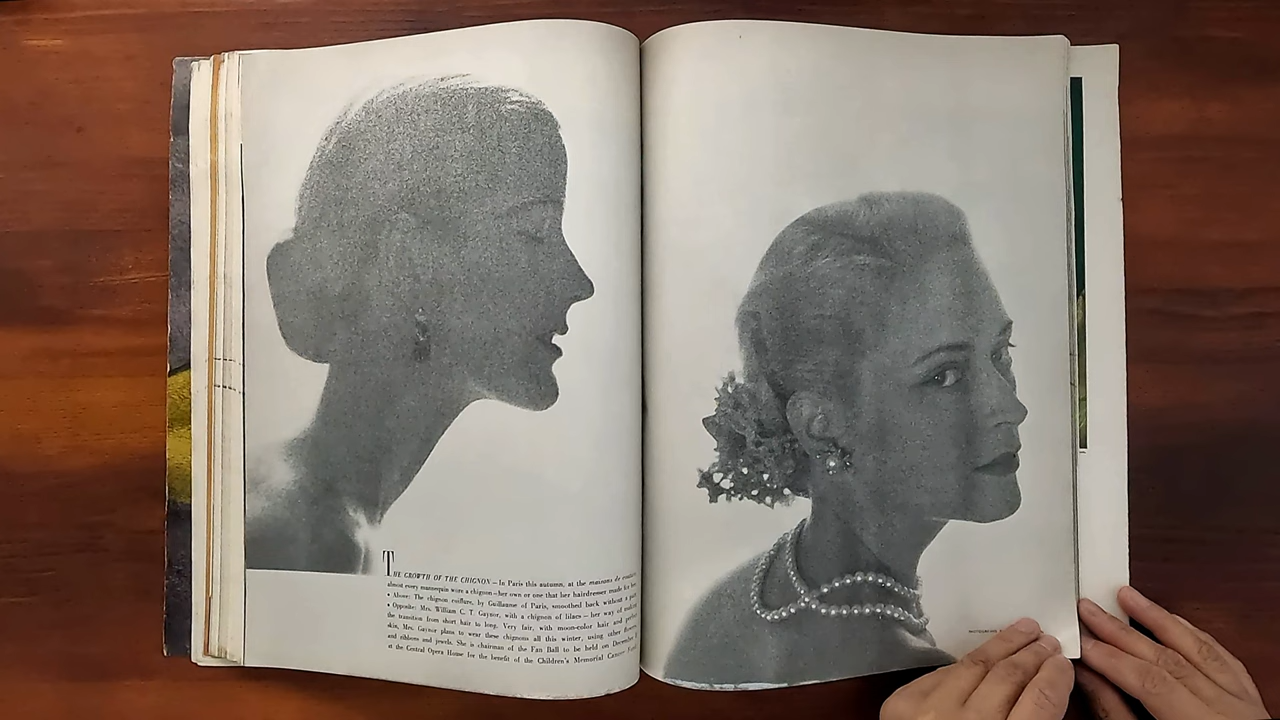 THE GROWTH OF THE CHIGNON — In Paris this autumn, at the maisons de couture
almost every mannequin wore a chignon — her own or one that her hairdresser made for her.
• Above: The chignon coiffure, by Guillaume of Paris, smoothed back without a part
• Opposite: Mrs. William C. T. Gaynor, with a chignon of lilacs — her way of making
the transition from short hair to long. Very fair, with moon-color hair and perfect
skin, Mrs. Gaynor plans to wear these chignons all this winter, using other flowers
and ribbons and jewels. She is chairman of the Fan Ball to be held on December
at the Central Opera House for the benefit of the Children's Memorial Cancer Fund